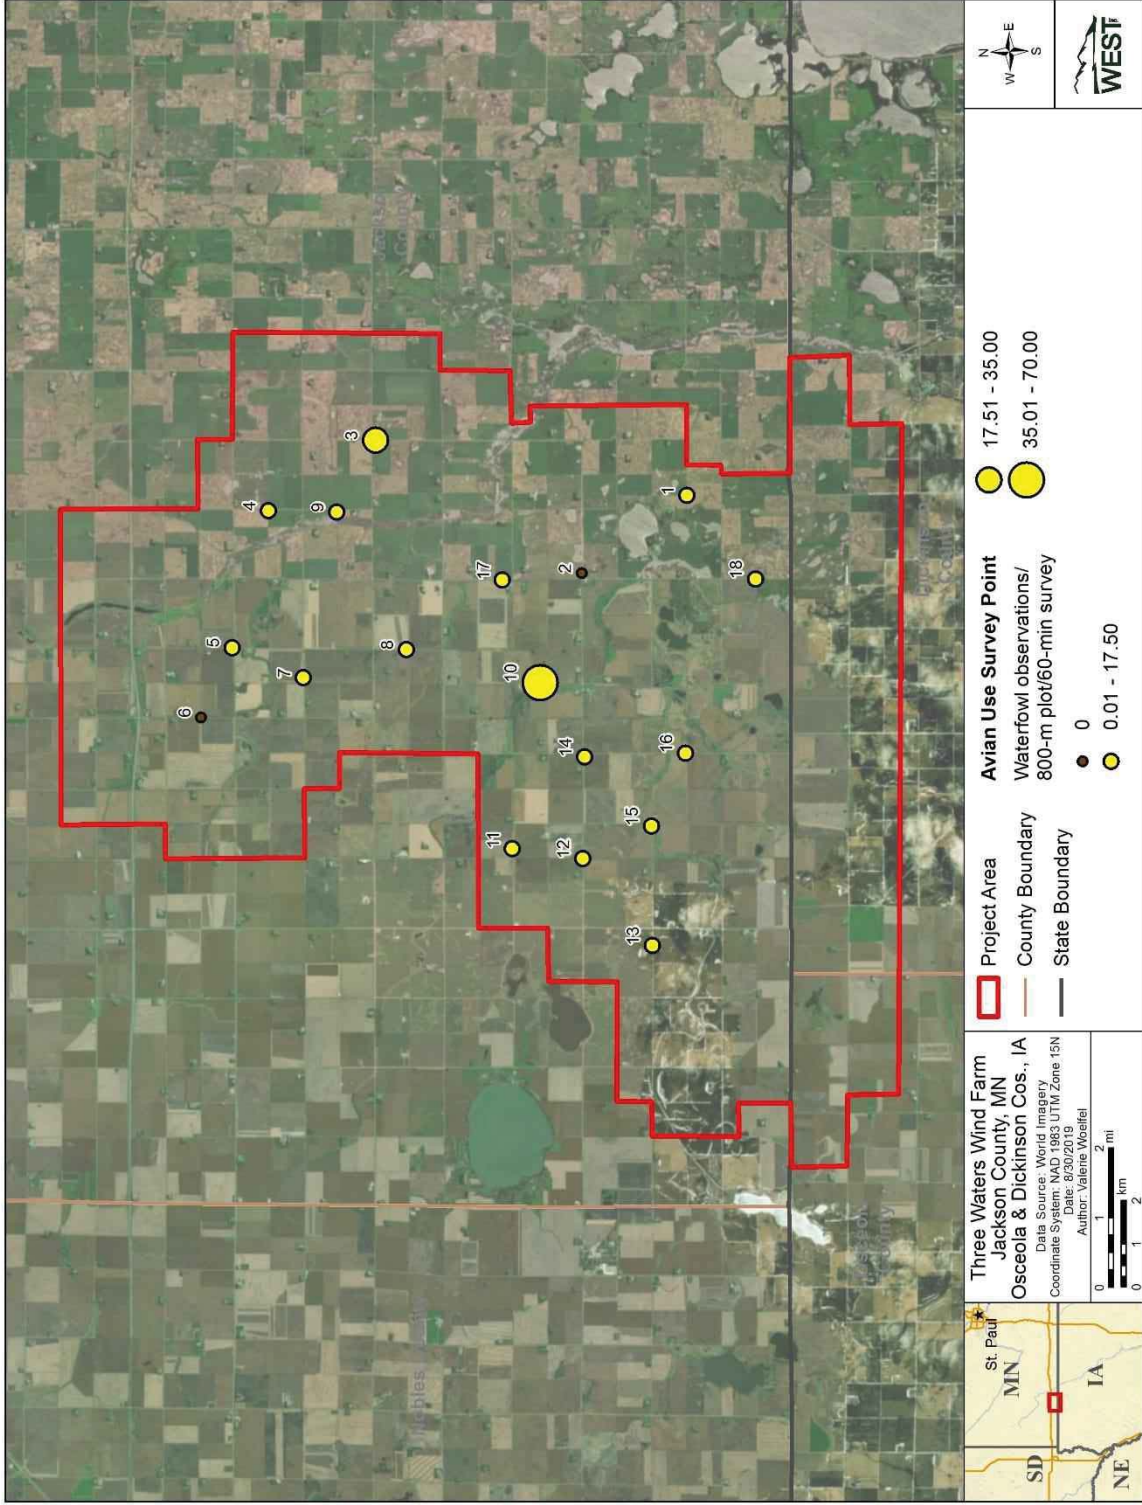 6
5
4
7
9
3
8
17
10
2
11
14
12
15
16
1
13
18
Jackson
County
Nobles
Three Waters Wind Farm
Jackson County, MN
Osceola & Dickinson Cos., IA
Data Source: World Imagery
Coordinate System: NAD 1983 UTM Zone 15N
Date: 8/30/2019
Author: Valerie Woelfel
0 1 2
mi
km
0 1 2
Project Area
County Boundary
State Boundary
Avian Use Survey Point
Waterfowl observations/
800-m plot/60-min survey
0
0.01 - 17.50
17.51 - 35.00
35.01 - 70.00
N
W E
S
WEST
St. Paul
MN
SD
IA
NE